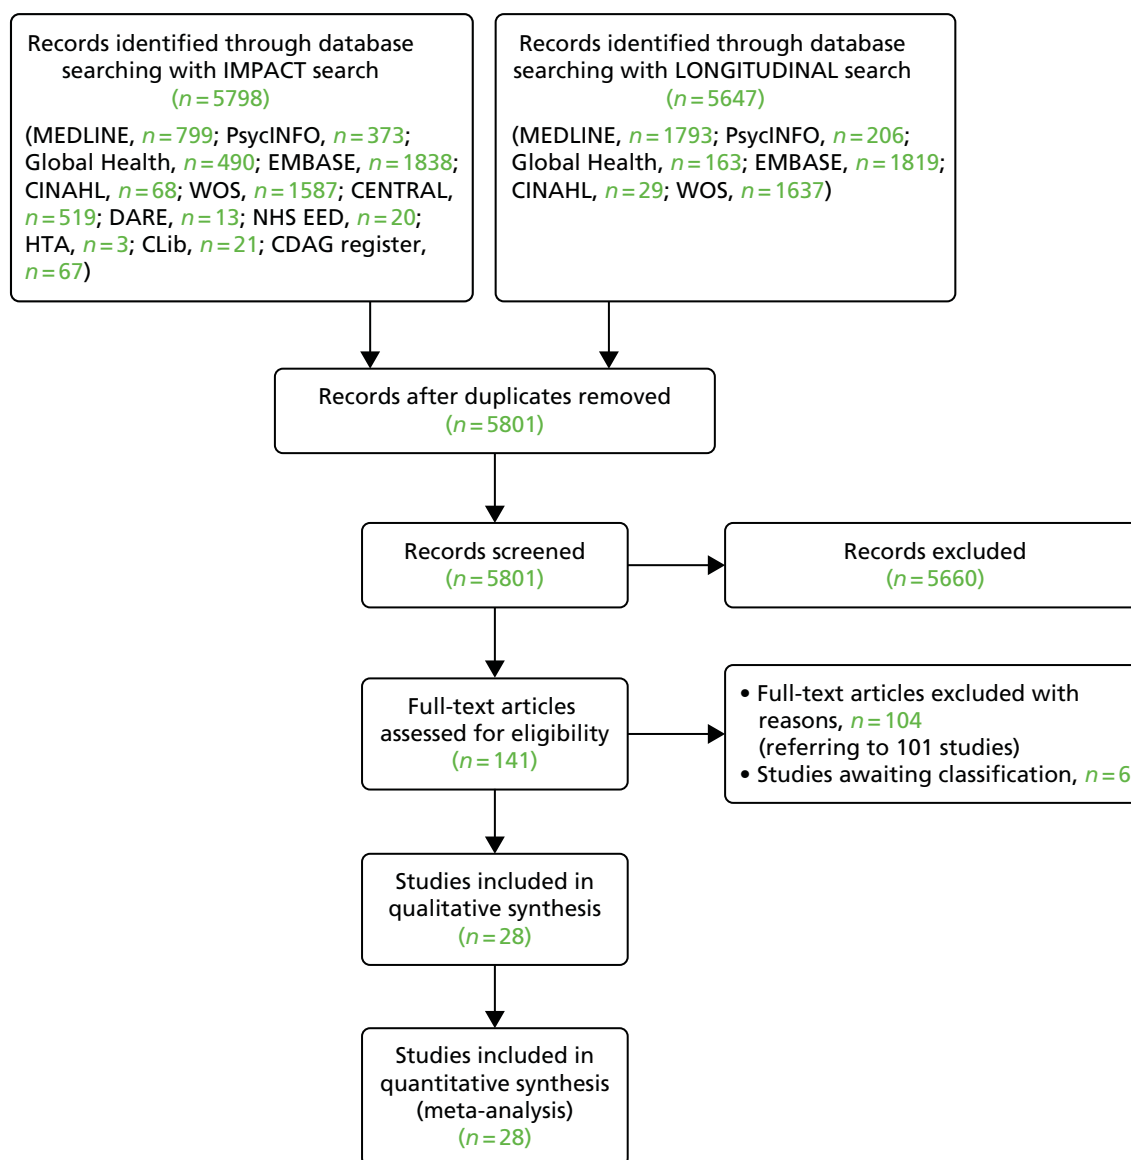 Records identified through database
searching with IMPACT search
(n=5798)
(MEDLINE, n=799; PsycINFO, n=373;
Global Health, n=490; EMBASE, n=1838;
CINAHL, n=68; WOS, n=1587; CENTRAL,
n=519; DARE, n=13; NHS EED, n=20;
HTA, n=3; CLib, n=21; CDAG register,
n=67)
Records identified through database
searching with LONGITUDINAL search
(n=5647)
(MEDLINE, n=1793; PsycINFO, n=206;
Global Health, n=163; EMBASE, n=1819;
CINAHL, n=29; WOS, n=1637)
Records after duplicates removed
(n=5801)
Records screened
(n=5801)
Records excluded
(n=5660)
Full-text articles
assessed for eligibility
(n=141)
• Full-text articles excluded with
reasons, n=104
(referring to 101 studies)
• Studies awaiting classification, n=6
Studies included in
qualitative synthesis
(n=28)
Studies included in
quantitative synthesis
(meta-analysis)
(n=28)